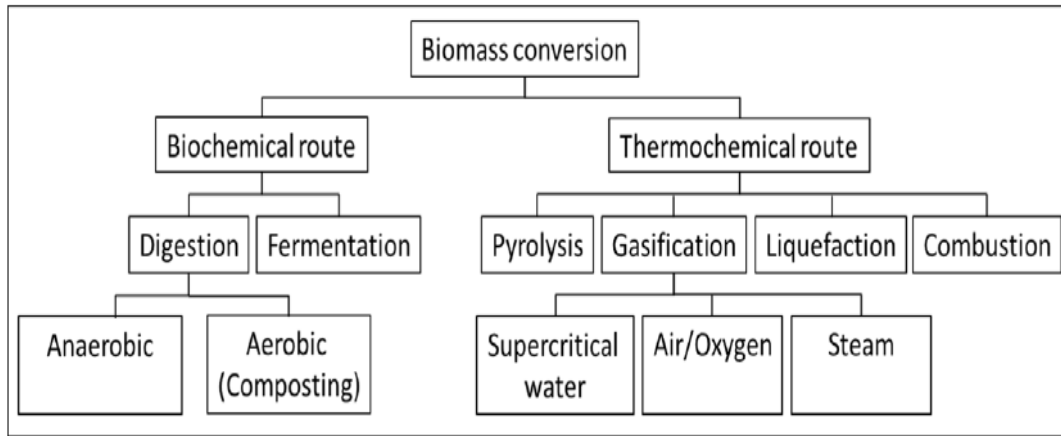 Biomass conversion
Biochemical route
Thermochemical route
Digestion
Fermentation
Pyrolysis
Gasification
Liquefaction
Combustion
Anaerobic
Aerobic
(Composting)
Supercritical
water
Air/Oxygen
Steam